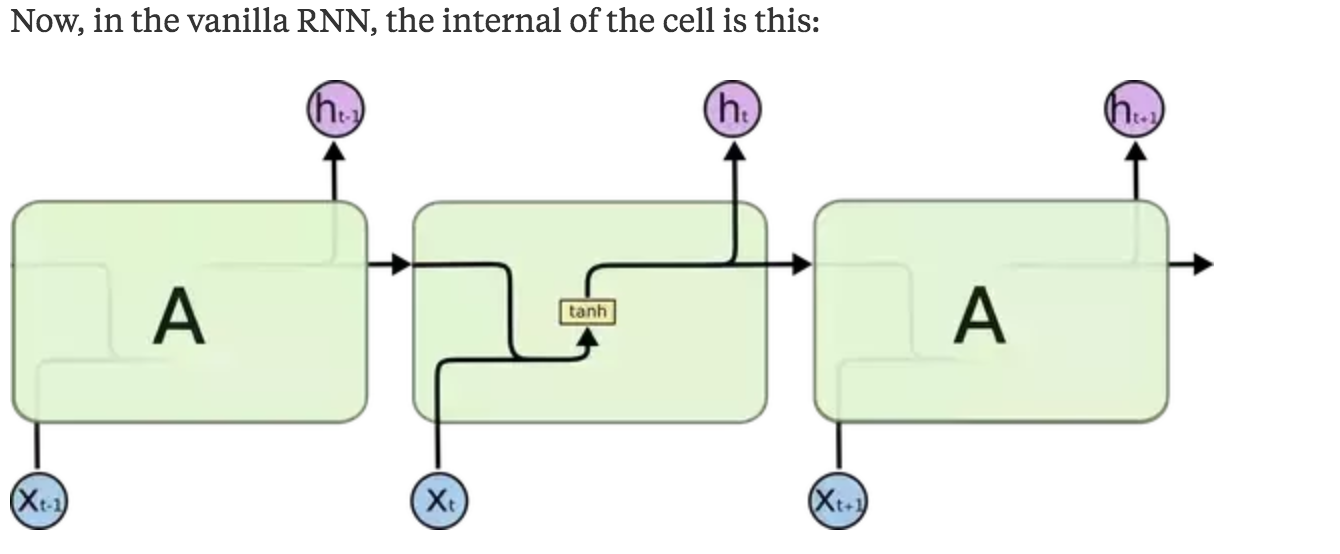 Now, in the vanilla RNN, the internal of the cell is this:
ht-1 ht ht+1
tanh
A A
Xt-1 Xt Xt+1